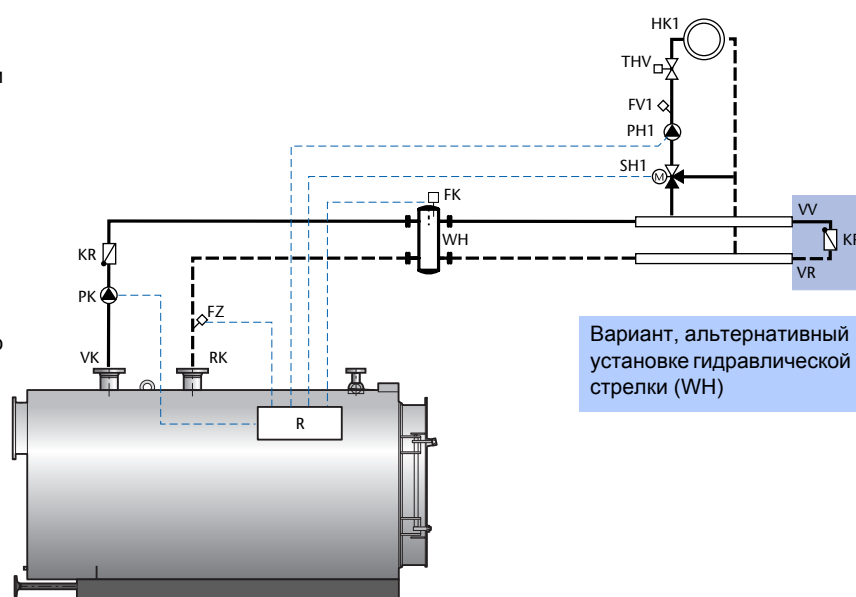 HK1
THV
FV1
PH1
SH1
M
FK
VV
KR
WH
KR
VR
PK
FZ
VK
RK
R
Вариант, альтернативный
установке гидравлической
стрелки (WH)